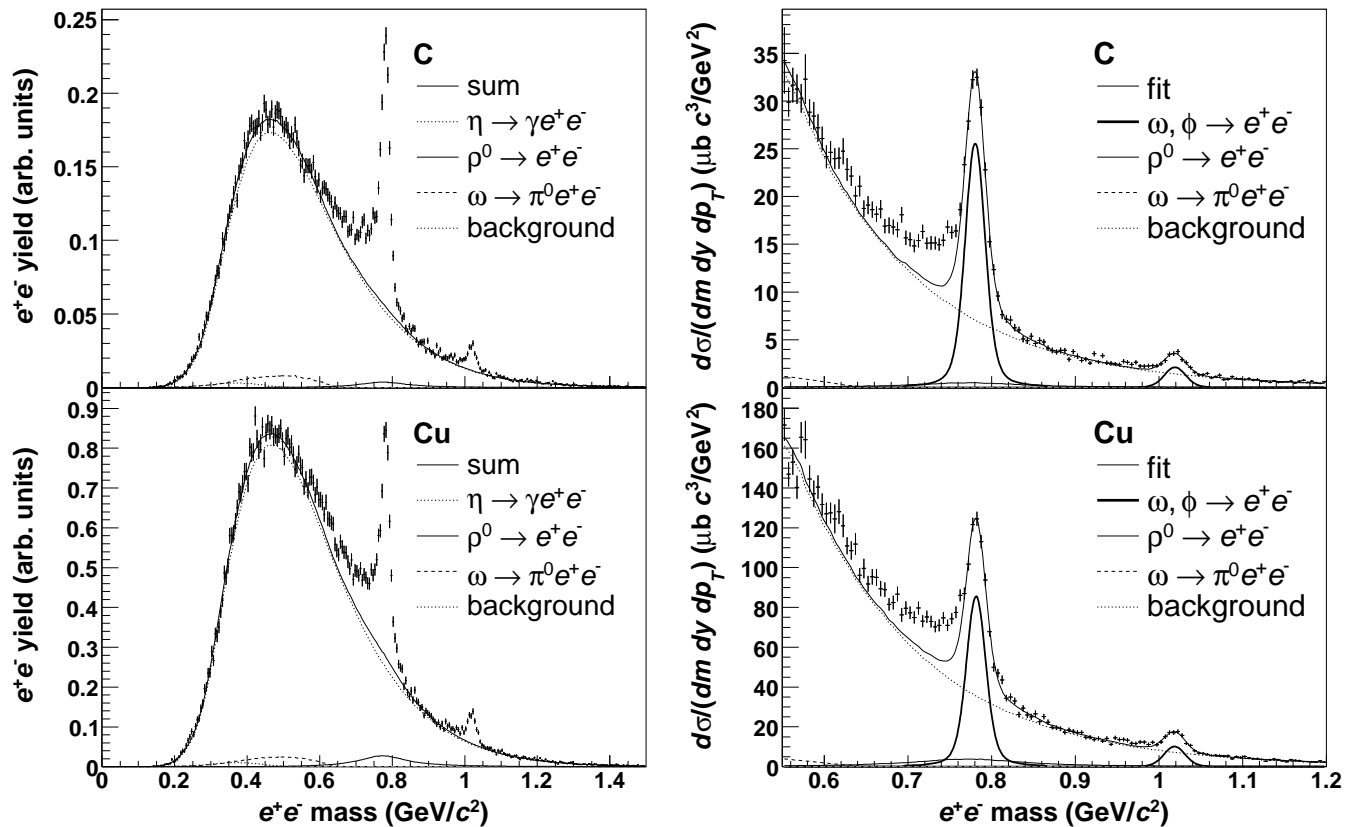 e⁺e⁻ yield (arb. units)
0.25
0.2
0.15
0.1
0.05
0
C
sum
η → γe⁺e⁻
ρ⁰ → e⁺e⁻
ω → π⁰e⁺e⁻
background
dσ/(dm dy dp_T) (μb c³/GeV²)
35
30
25
20
15
10
5
0
C
fit
ω, ϕ → e⁺e⁻
ρ⁰ → e⁺e⁻
ω → π⁰e⁺e⁻
background
e⁺e⁻ yield (arb. units)
0.9
0.8
0.7
0.6
0.5
0.4
0.3
0.2
0.1
0
Cu
sum
η → γe⁺e⁻
ρ⁰ → e⁺e⁻
ω → π⁰e⁺e⁻
background
0 0.2 0.4 0.6 0.8 1 1.2 1.4
e⁺e⁻ mass (GeV/c²)
dσ/(dm dy dp_T) (μb c³/GeV²)
180
160
140
120
100
80
60
40
20
0
Cu
fit
ω, ϕ → e⁺e⁻
ρ⁰ → e⁺e⁻
ω → π⁰e⁺e⁻
background
0.6 0.7 0.8 0.9 1 1.1 1.2
e⁺e⁻ mass (GeV/c²)